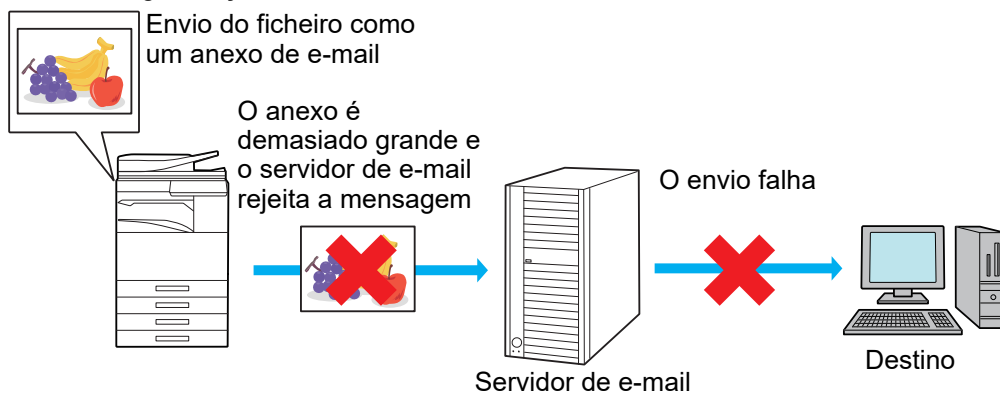 Envio do ficheiro como
um anexo de e-mail
O anexo é
demasiado grande e
o servidor de e-mail
rejeita a mensagem
O envio falha
Servidor de e-mail
Destino